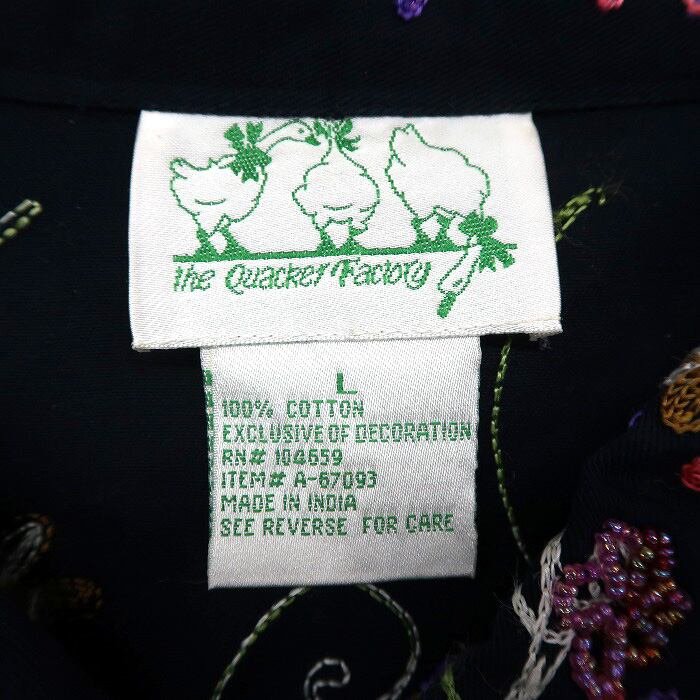 the Quacker Factory
L
100% COTTON
EXCLUSIVE OF DECORATION
RN# 104659
ITEM# A-67093
MADE IN INDIA
SEE REVERSE FOR CARE